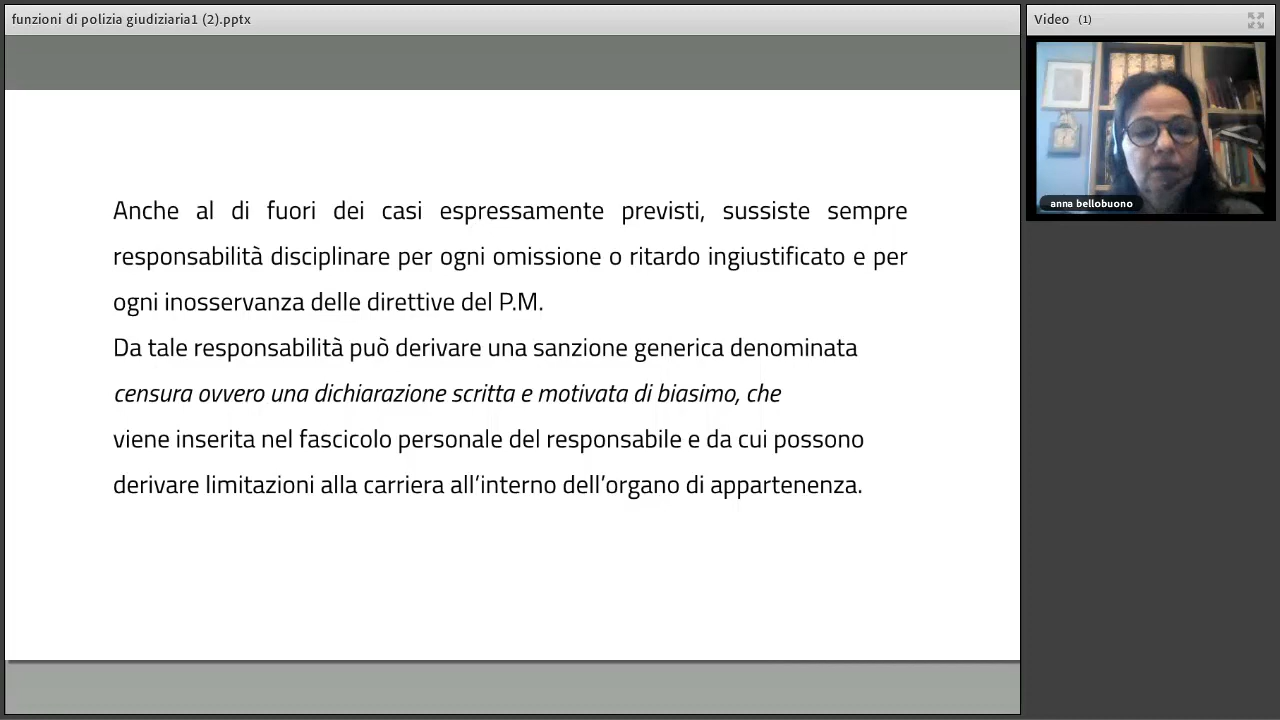 funzioni di polizia giudiziaria1 (2).pptx
Video (1)
anna bellobuono
Anche al di fuori dei casi espressamente previsti, sussiste sempre
responsabilità disciplinare per ogni omissione o ritardo ingiustificato e per
ogni inosservanza delle direttive del P.M.
Da tale responsabilità può derivare una sanzione generica denominata
censura ovvero una dichiarazione scritta e motivata di biasimo, che
viene inserita nel fascicolo personale del responsabile e da cui possono
derivare limitazioni alla carriera all’interno dell’organo di appartenenza.